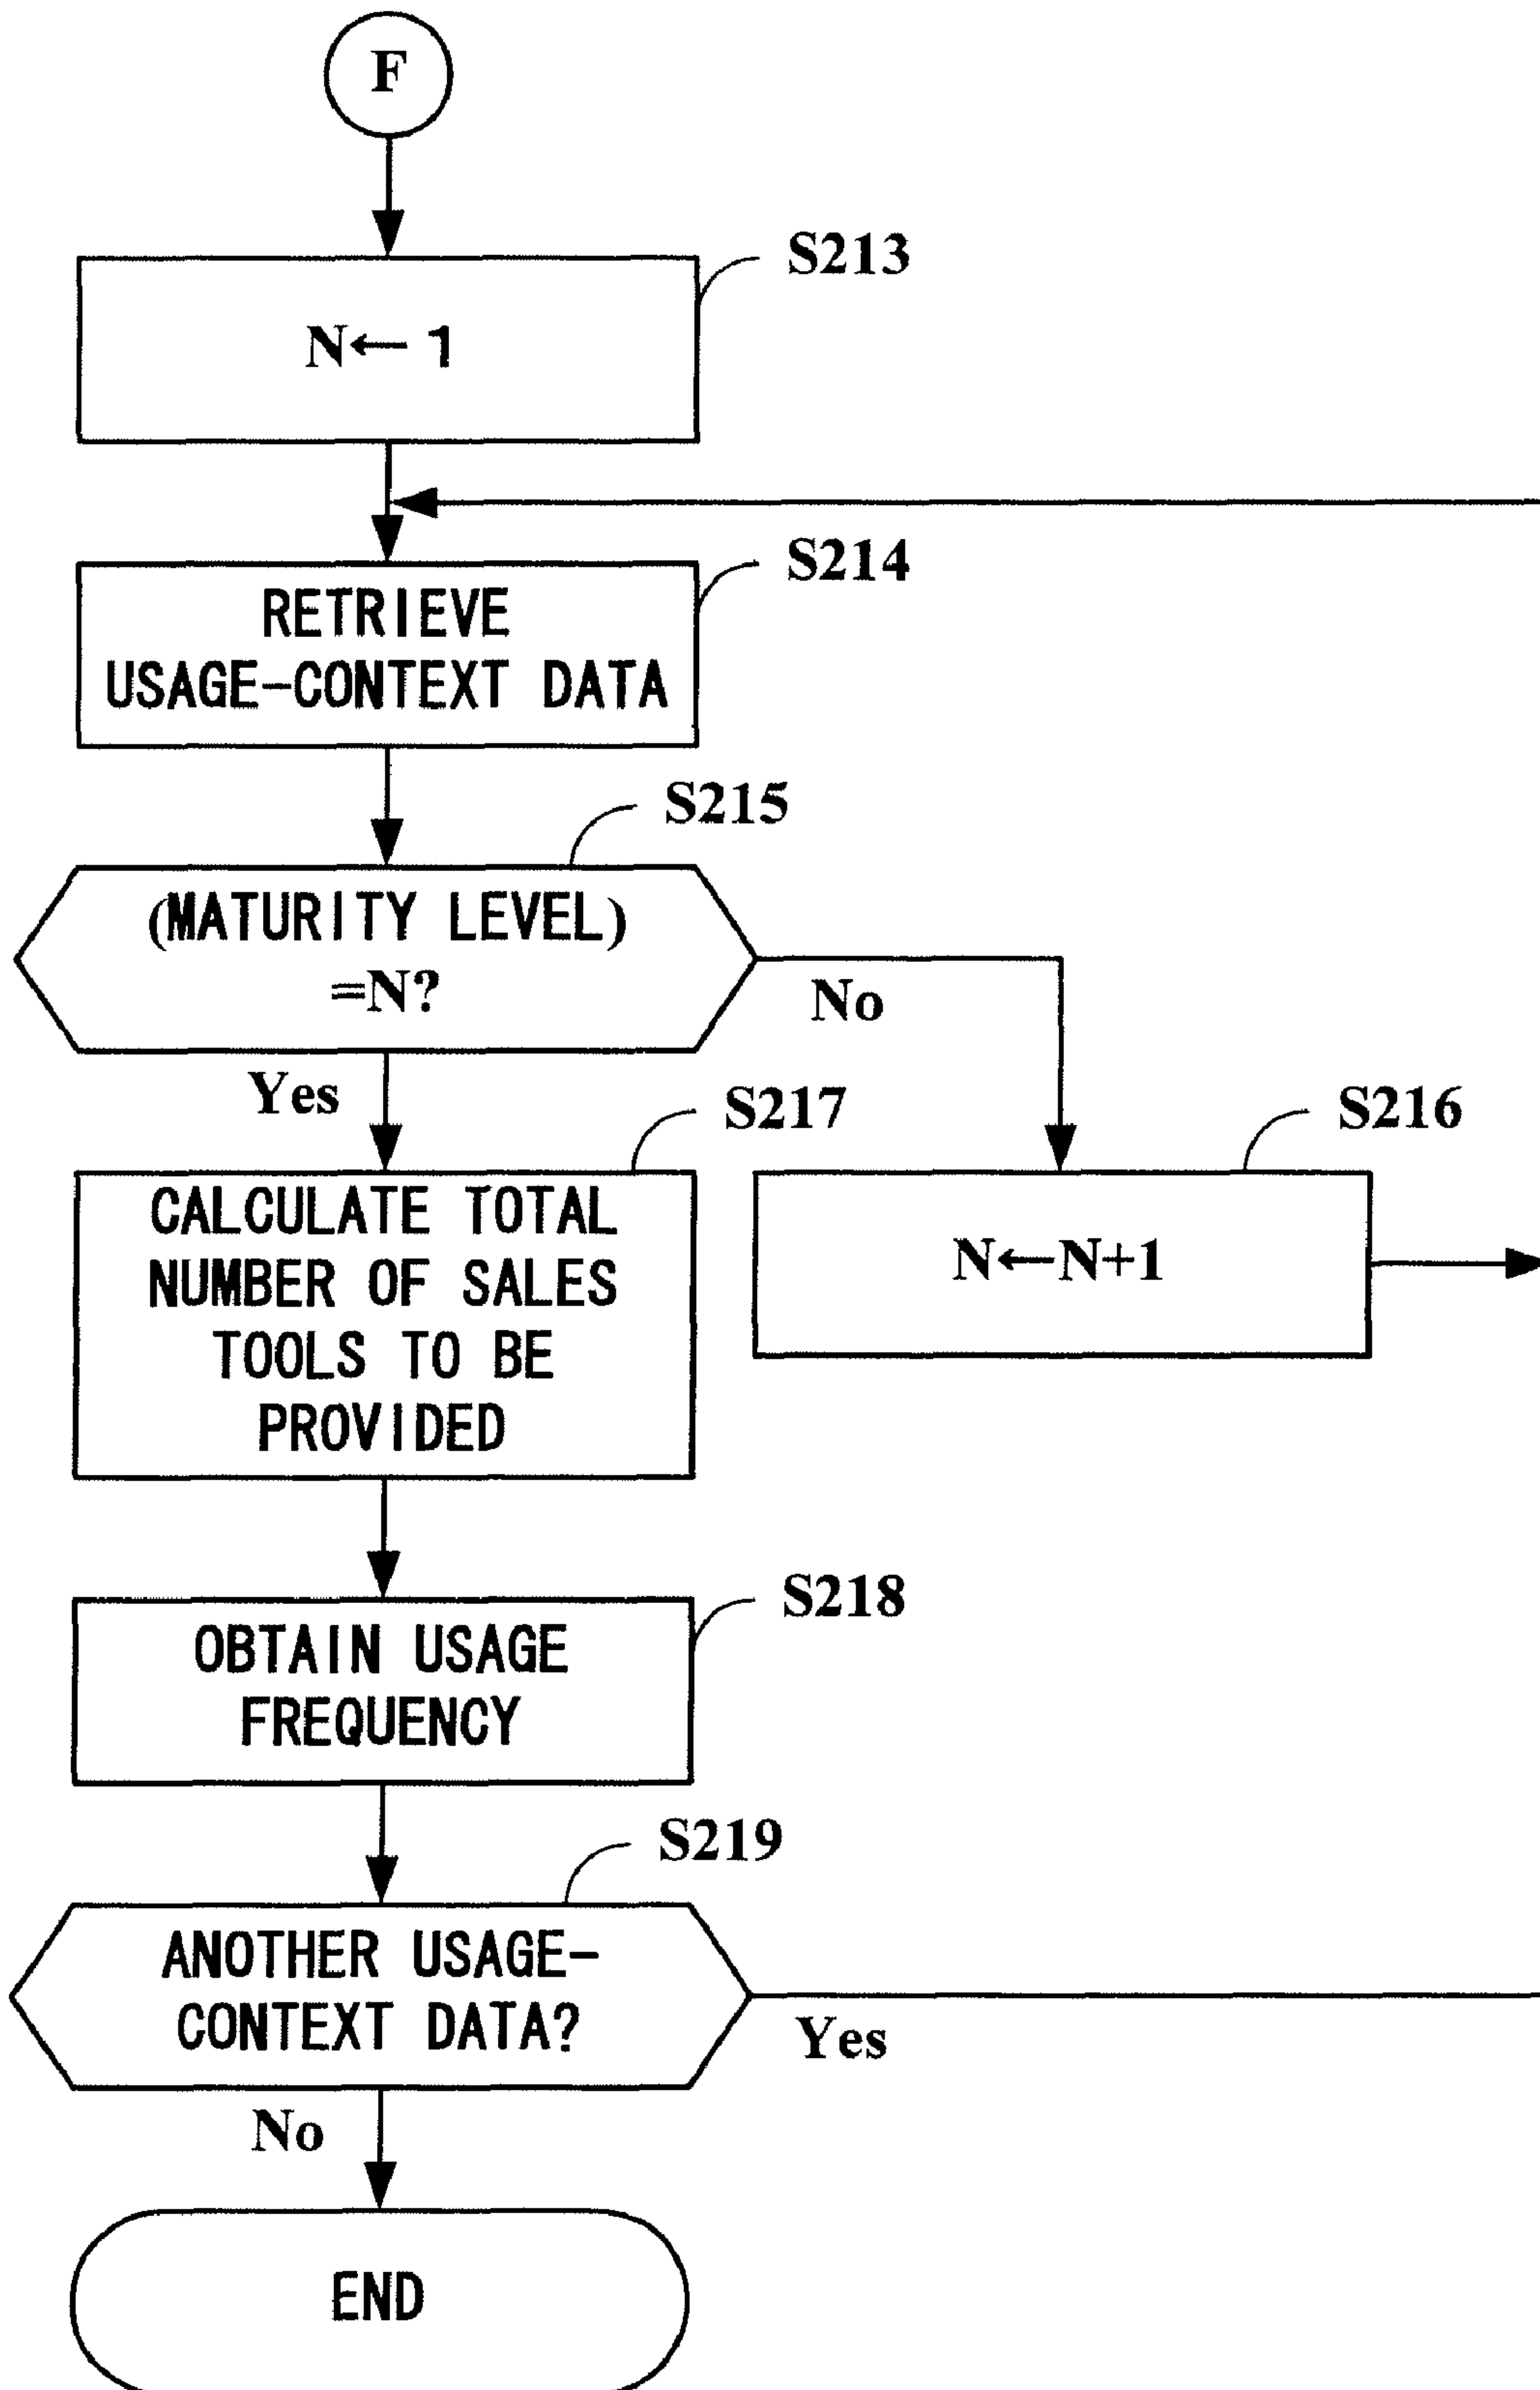 F
S213
N← 1
S214
RETRIEVE
USAGE-CONTEXT DATA
S215
(MATURITY LEVEL)
=N?
No
Yes
S217
S216
CALCULATE TOTAL
NUMBER OF SALES
TOOLS TO BE
PROVIDED
N←N+1
S218
OBTAIN USAGE
FREQUENCY
S219
ANOTHER USAGE-
CONTEXT DATA?
Yes
No
END